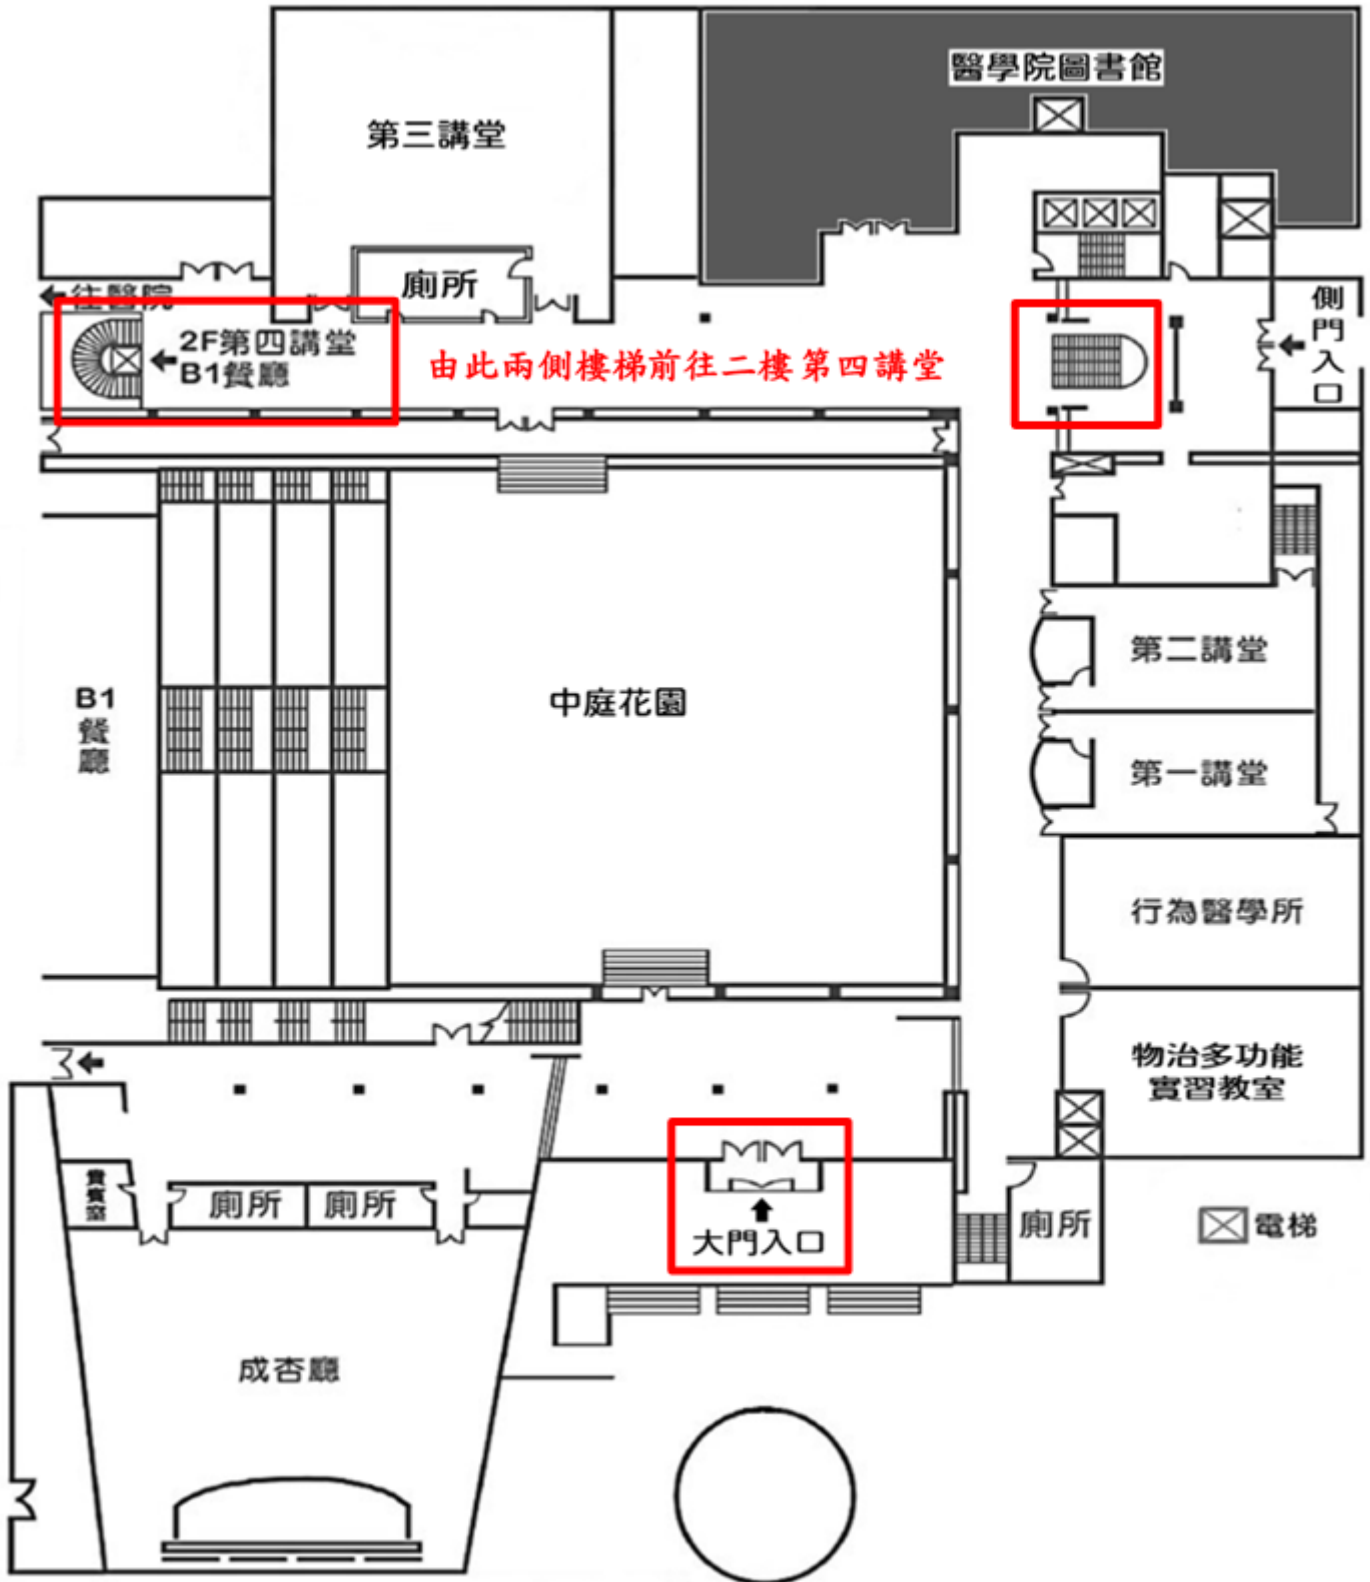 醫學院圖書館
第三講堂
廁所
往醫院
2F第四講堂
B1餐廳
由此兩側樓梯前往二樓第四講堂
側門入口
第二講堂
B1
餐廳
中庭花園
第一講堂
行為醫學所
物治多功能
實習教室
貴賓室
廁所
廁所
大門入口
廁所
電梯
成杏廳